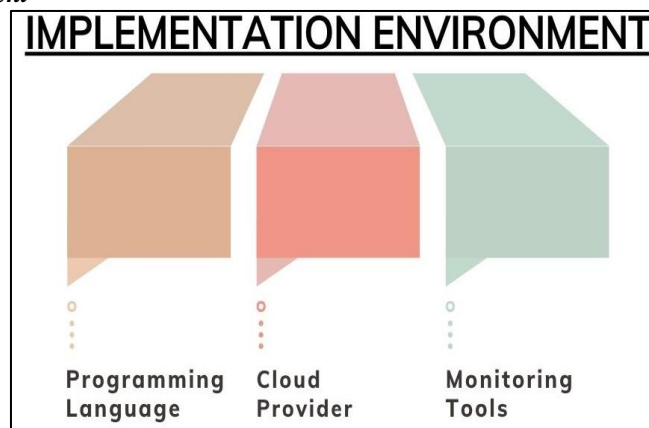 IMPLEMENTATION ENVIRONMENT
Programming
Language
Cloud
Provider
Monitoring
Tools